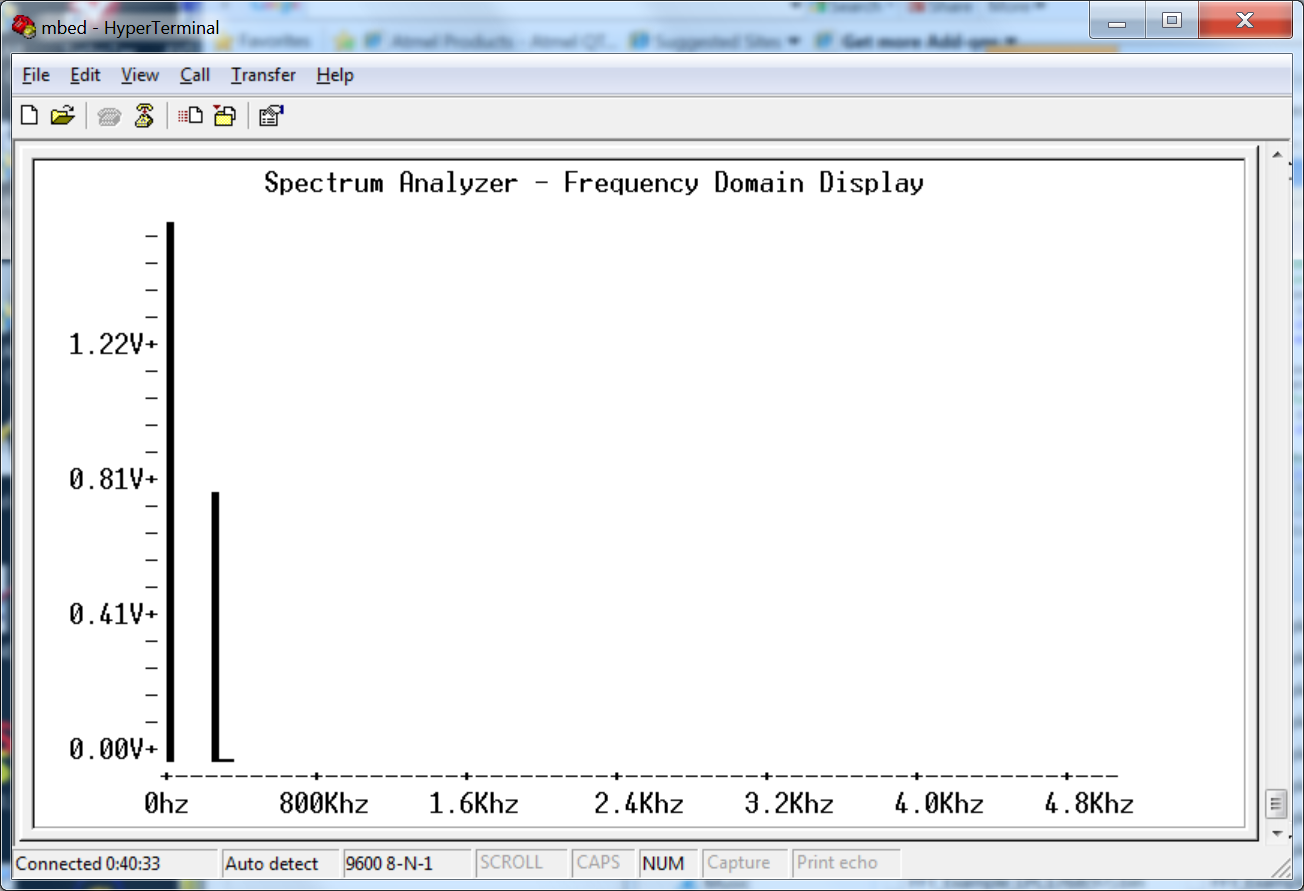 mbed - HyperTerminal
File Edit View Call Transfer Help
Spectrum Analyzer - Frequency Domain Display
1.22V+
0.81V+
0.41V+
0.00V+
0hz 800Khz 1.6Khz 2.4Khz 3.2Khz 4.0Khz 4.8Khz
Connected 0:40:33 Auto detect 9600 8-N-1 SCROLL CAPS NUM Capture Print echo